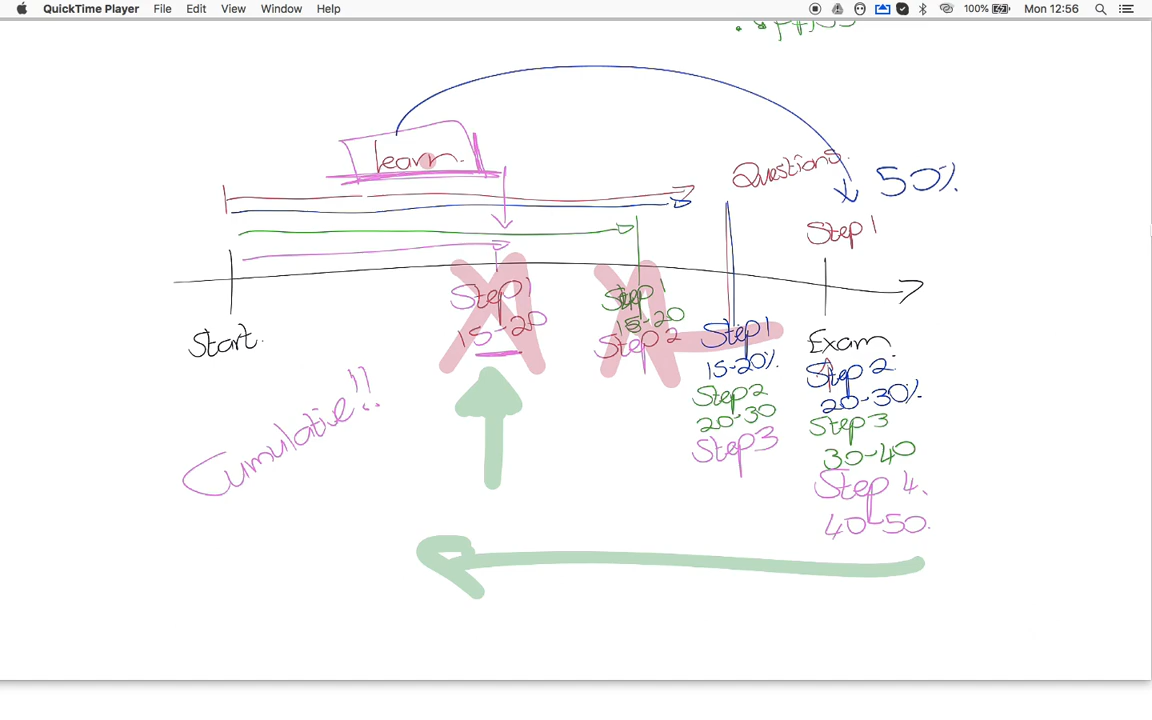 QuickTime Player File Edit View Window Help 100% Mon 12:56
learn.
Questions.
50%
Step 1
Start.
Step 1
15-20
Step 1
15-20
Step 2
Step 1
15-20%
Step 2
20-30
Step 3
Exam
Step 2
20-30%
Step 3
30-40
Step 4.
40-50.
Cumulative!!